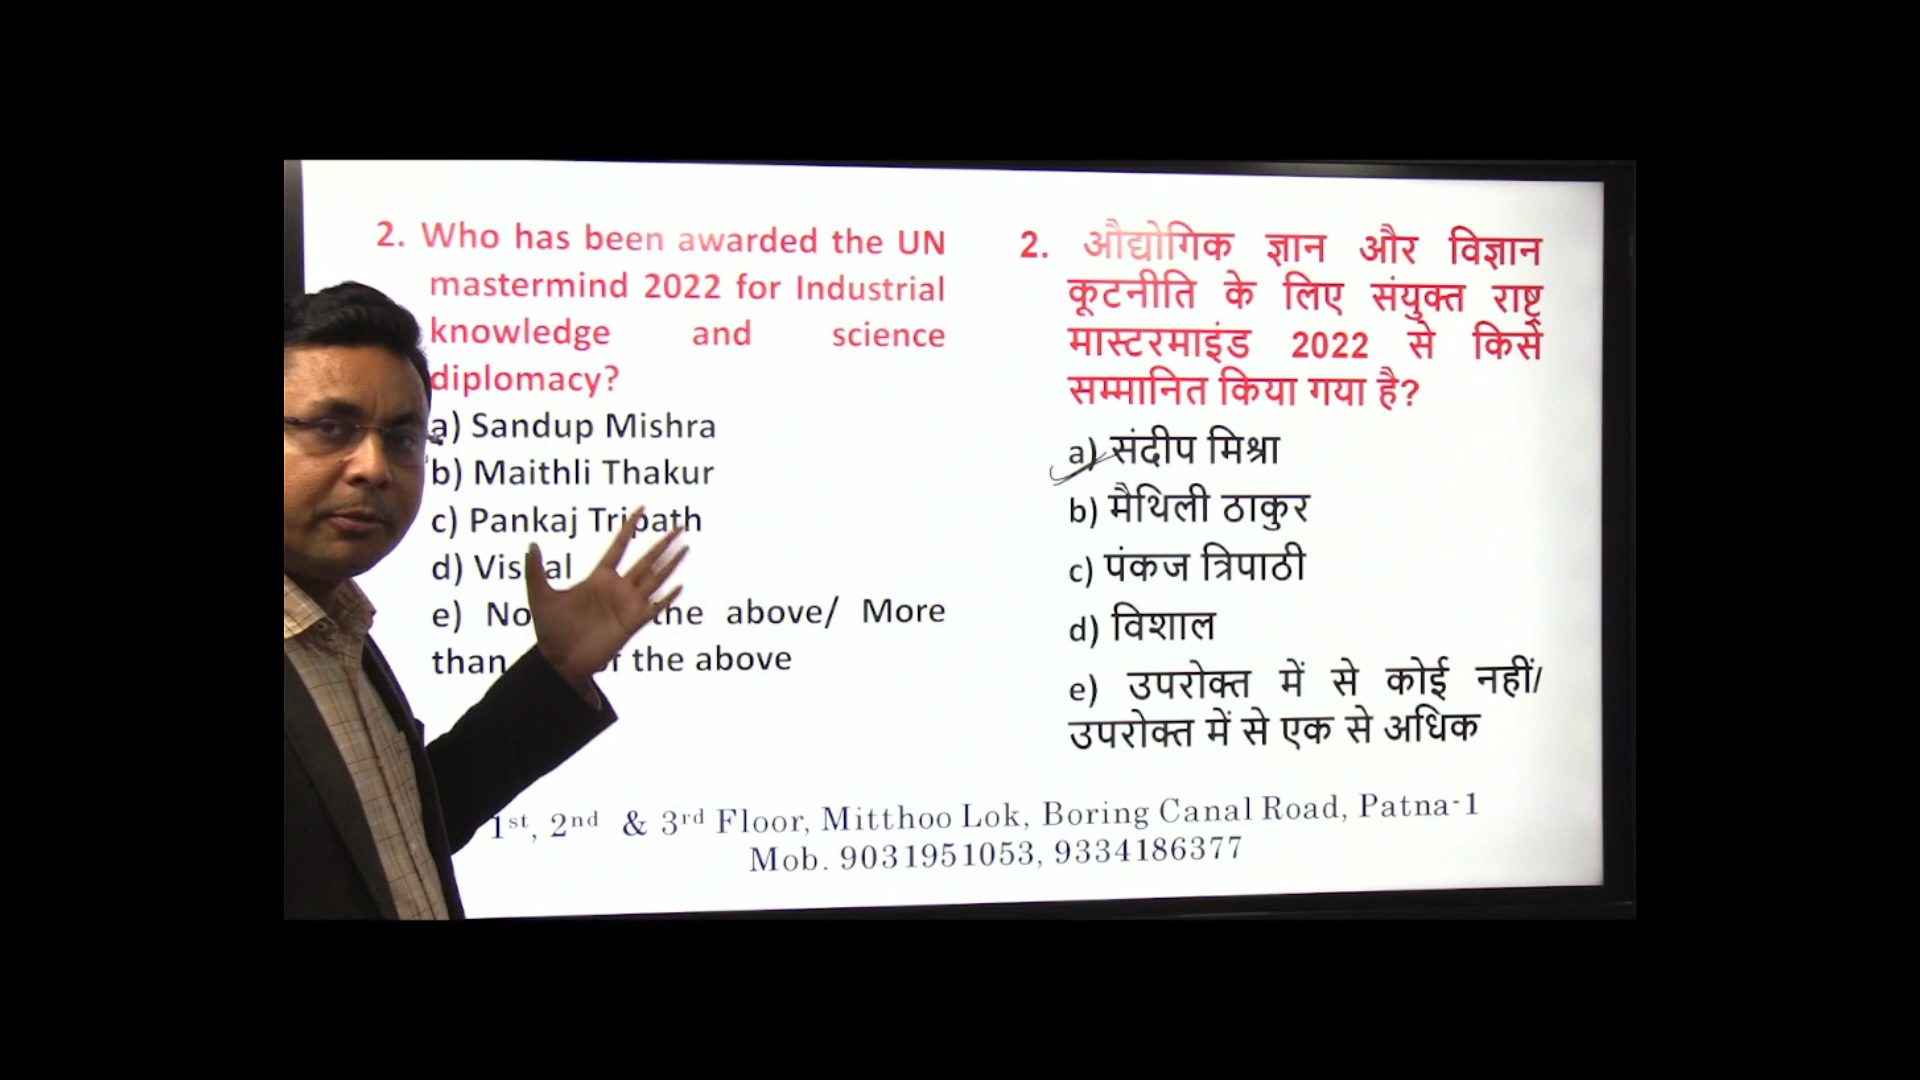 2. Who has been awarded the UN
mastermind 2022 for Industrial
knowledge and science
diplomacy?
a) Sandup Mishra
b) Maithli Thakur
c) Pankaj Tripath
d) Vis al
e) No the above/ More
than of the above
2. औद्योगिक ज्ञान और विज्ञान
कूटनीति के लिए संयुक्त राष्ट्र
मास्टरमाइंड 2022 से किसे
सम्मानित किया गया है?
a) संदीप मिश्रा
b) मैथिली ठाकुर
c) पंकज त्रिपाठी
d) विशाल
e) उपरोक्त में से कोई नहीं/
उपरोक्त में से एक से अधिक
1st, 2nd & 3rd Floor, Mitthoo Lok, Boring Canal Road, Patna-1
Mob. 9031951053, 9334186377